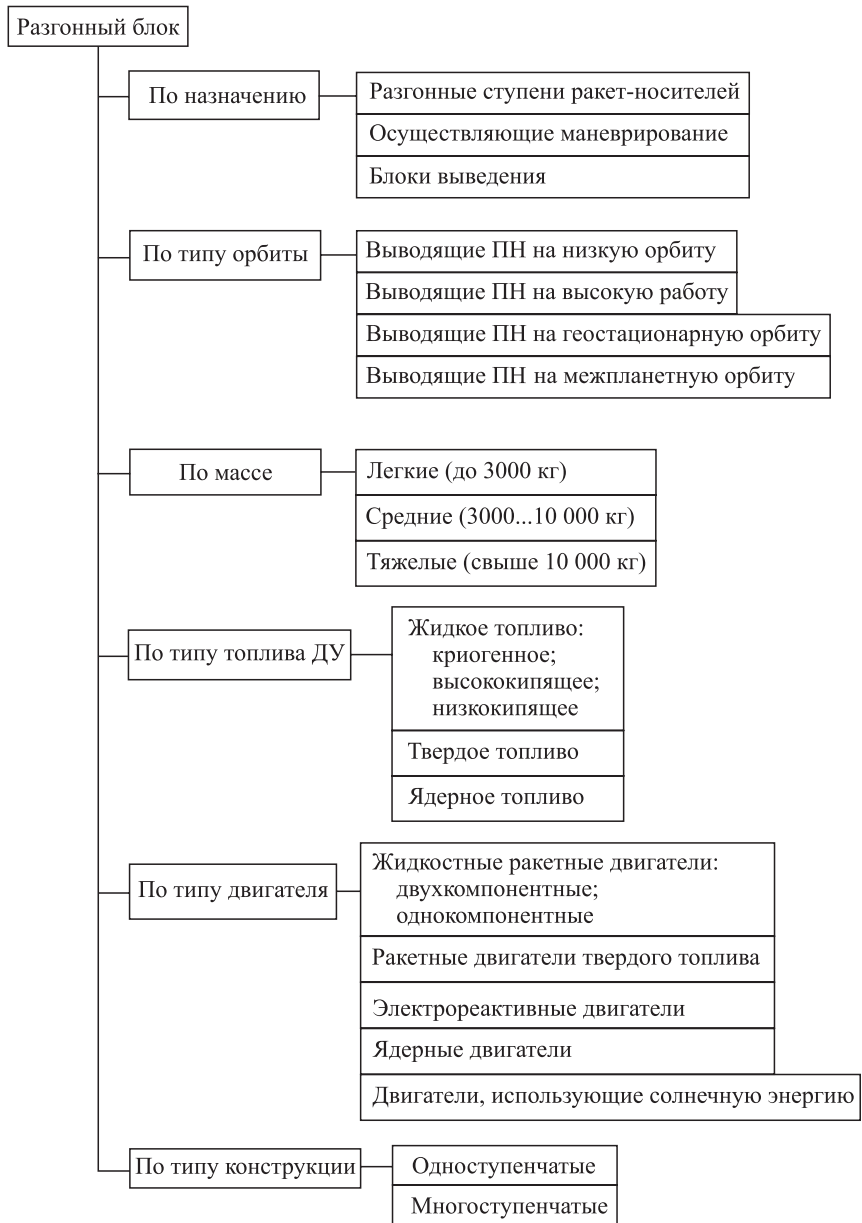 Разгонный блок
По назначению
Разгонные ступени ракет-носителей
Осуществляющие маневрирование
Блоки выведения
По типу орбиты
Выводящие ПН на низкую орбиту
Выводящие ПН на высокую работу
Выводящие ПН на геостационарную орбиту
Выводящие ПН на межпланетную орбиту
По массе
Легкие (до 3000 кг)
Средние (3000...10 000 кг)
Тяжелые (свыше 10 000 кг)
По типу топлива ДУ
Жидкое топливо:
криогенное;
высококипящее;
низкокипящее
Твердое топливо
Ядерное топливо
По типу двигателя
Жидкостные ракетные двигатели:
двухкомпонентные;
однокомпонентные
Ракетные двигатели твердого топлива
Электрореактивные двигатели
Ядерные двигатели
Двигатели, использующие солнечную энергию
По типу конструкции
Одноступенчатые
Многоступенчатые